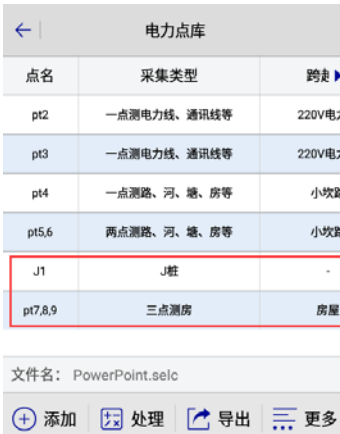 电力点库
点名 采集类型 跨越
pt2 一点测电力线、通讯线等 220V电
pt3 一点测电力线、通讯线等 220V电
pt4 一点测路、河、塘、房等 小坎
pt5,6 两点测路、河、塘、房等 小坎
J1 J桩 -
pt7,8,9 三点测房 房屋
文件名： PowerPoint.selc
添加 处理 导出 更多